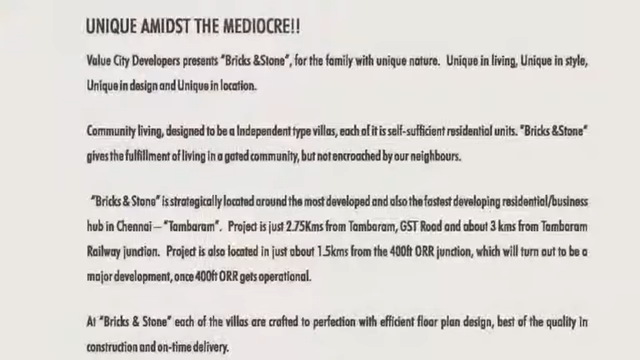 UNIQUE AMIDST THE MEDIOCRE!!
Value City Developers presents "Bricks &Stone", for the family with unique nature. Unique in living, Unique in style,
Unique in design and Unique in location.
Community living, designed to be a Independent type villas, each of it is self-sufficient residential units. "Bricks &Stone"
gives the fulfillment of living in a gated community, but not encroached by our neighbours.
"Bricks & Stone" is strategically located around the most developed and also the fastest developing residential/business
hub in Chennai – "Tambaram". Project is just 2.75Kms from Tambaram, GST Road and about 3 kms from Tambaram
Railway junction. Project is also located in just about 1.5kms from the 400ft ORR junction, which will turn out to be a
major development, once 400ft ORR gets operational.
At "Bricks & Stone" each of the villas are crafted to perfection with efficient floor plan design, best of the quality in
construction and on-time delivery.